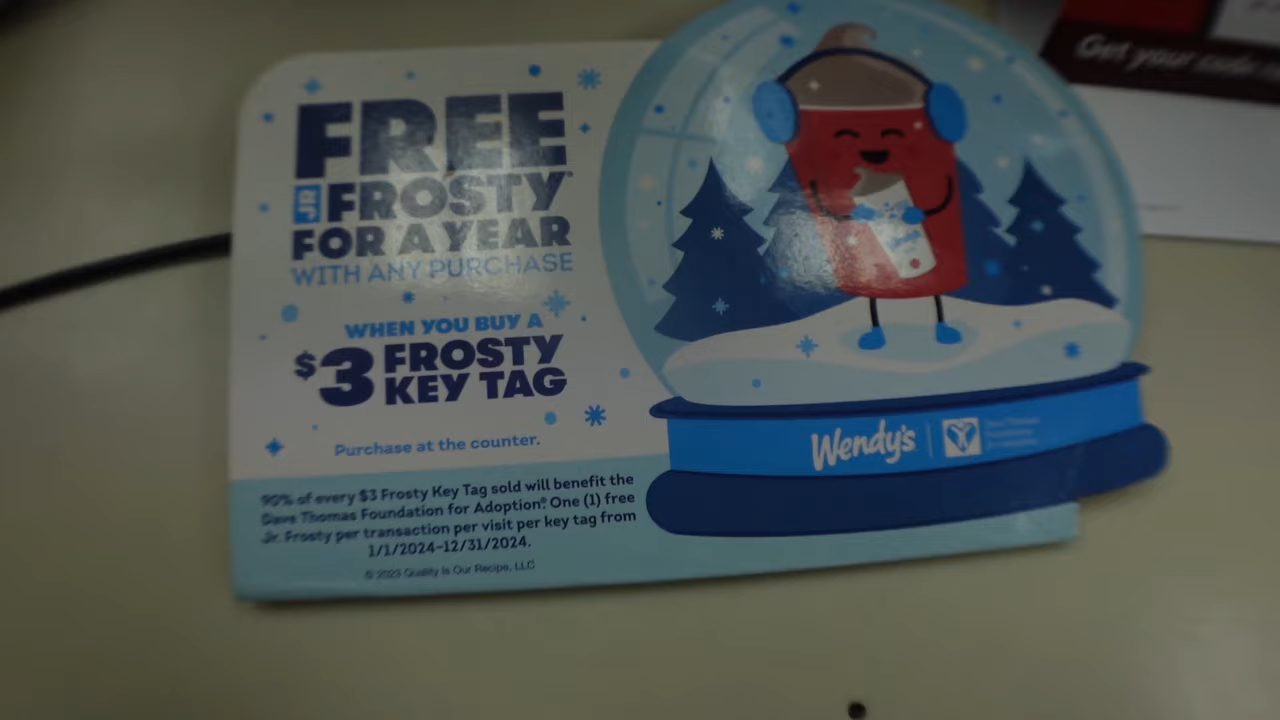 FREE
JR FROSTY
FOR A YEAR
WITH ANY PURCHASE
WHEN YOU BUY A
$3 FROSTY
KEY TAG
Purchase at the counter.
90% of every $3 Frosty Key Tag sold will benefit the
Dave Thomas Foundation for Adoption® One (1) free
Jr. Frosty per transaction per visit per key tag from
1/1/2024-12/31/2024.
© 2023 Quality Is Our Recipe, LLC
Wendy's
Get your